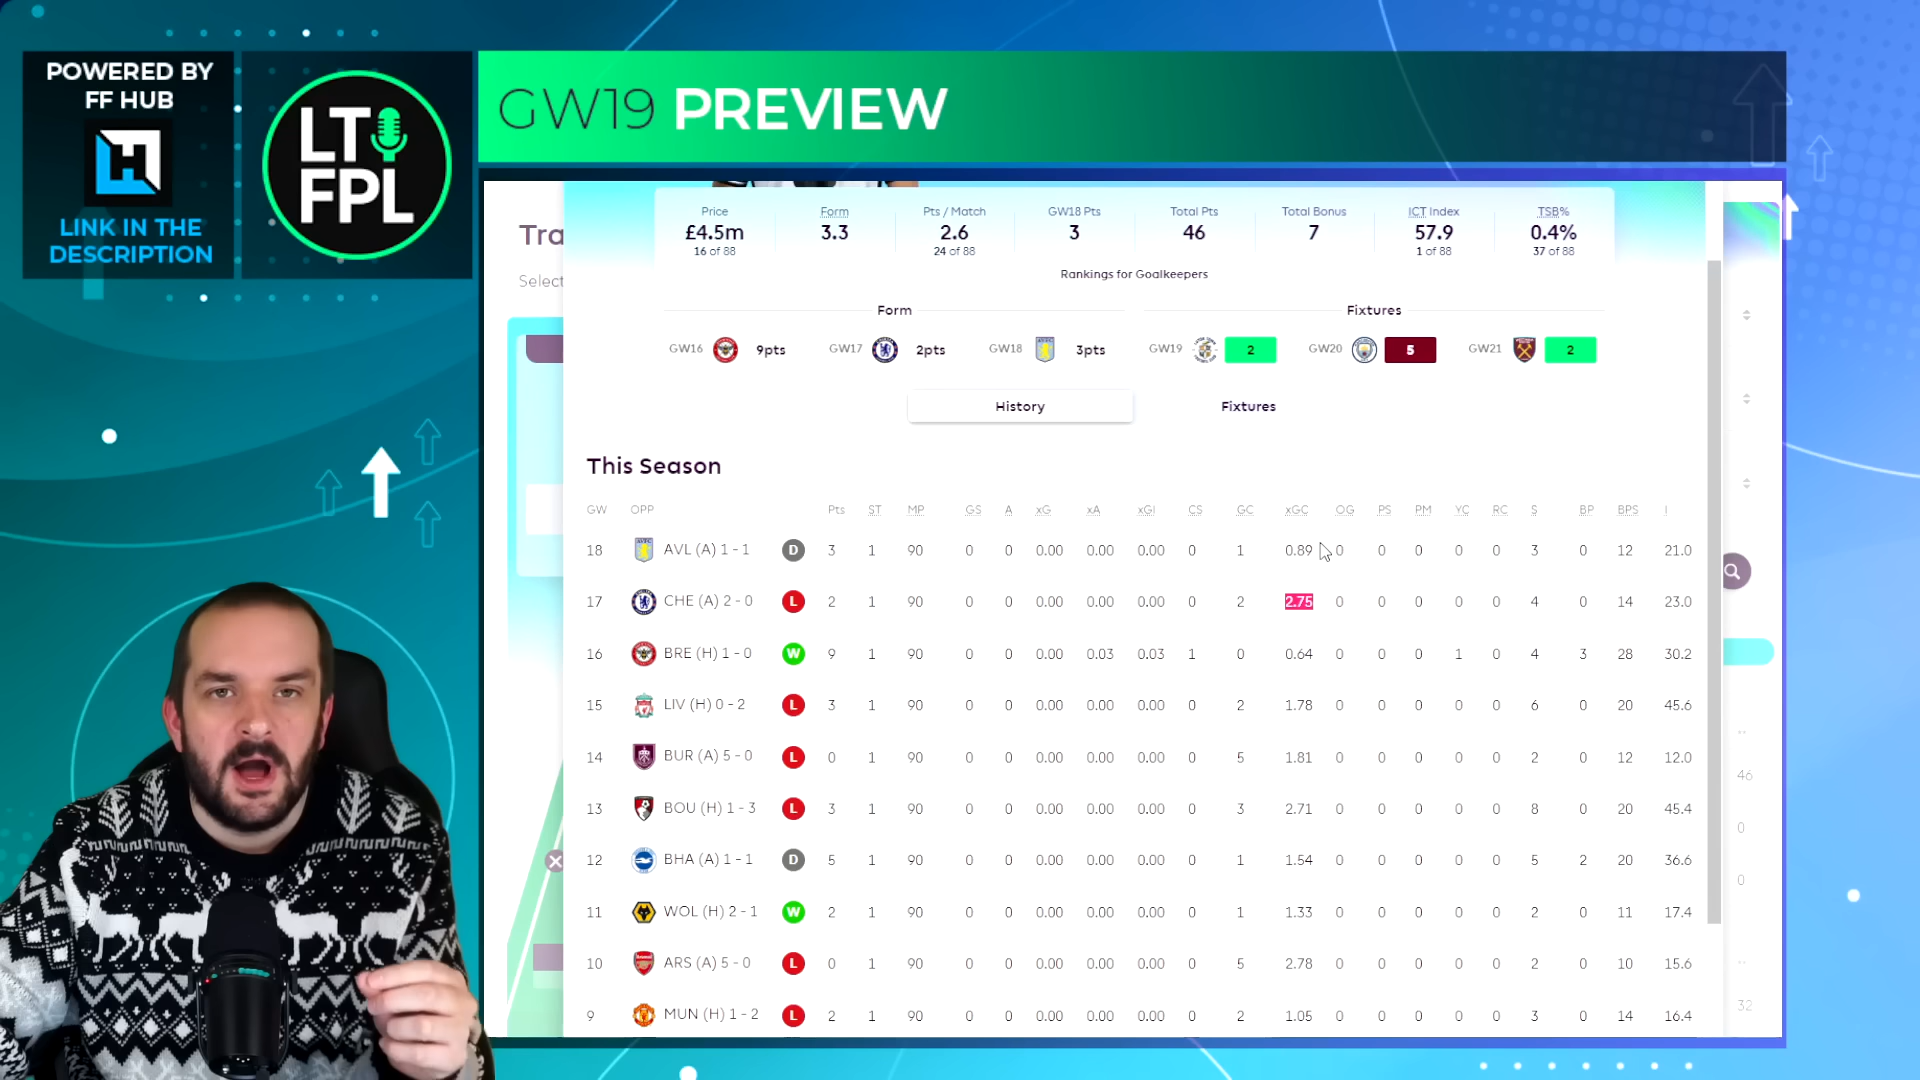 POWERED BY
FF HUB
LINK IN THE
DESCRIPTION
LT
FPL
GW19 PREVIEW
Tra
Select
Price Form Pts / Match GW18 Pts Total Pts Total Bonus ICT Index TSB%
£4.5m 3.3 2.6 3 46 7 57.9 0.4%
16 of 88 24 of 88 1 of 88 37 of 88
Rankings for Goalkeepers
Form Fixtures
GW16 9pts GW17 2pts GW18 3pts GW19 2 GW20 5 GW21 2
History Fixtures
This Season
GW OPP Pts ST MP GS A xG xA xGI CS GC xGC OG PS PM YC RC S BP BPS I
18 AVL (A) 1 - 1 D 3 1 90 0 0 0.00 0.00 0.00 0 1 0.89 0 0 0 0 0 3 0 12 21.0
17 CHE (A) 2 - 0 L 2 1 90 0 0 0.00 0.00 0.00 0 2 2.75 0 0 0 0 0 4 0 14 23.0
16 BRE (H) 1 - 0 W 9 1 90 0 0 0.00 0.03 0.03 1 0 0.64 0 0 0 1 0 4 3 28 30.2
15 LIV (H) 0 - 2 L 3 1 90 0 0 0.00 0.00 0.00 0 2 1.78 0 0 0 0 0 6 0 20 45.6
14 BUR (A) 5 - 0 L 0 1 90 0 0 0.00 0.00 0.00 0 5 1.81 0 0 0 0 0 2 0 12 12.0
13 BOU (H) 1 - 3 L 3 1 90 0 0 0.00 0.00 0.00 0 3 2.71 0 0 0 0 0 8 0 20 45.4
12 BHA (A) 1 - 1 D 5 1 90 0 0 0.00 0.00 0.00 0 1 1.54 0 0 0 0 0 5 2 20 36.6
11 WOL (H) 2 - 1 W 2 1 90 0 0 0.00 0.00 0.00 0 1 1.33 0 0 0 0 0 2 0 11 17.4
10 ARS (A) 5 - 0 L 0 1 90 0 0 0.00 0.00 0.00 0 5 2.78 0 0 0 0 0 2 0 10 15.6
9 MUN (H) 1 - 2 L 2 1 90 0 0 0.00 0.00 0.00 0 2 1.05 0 0 0 0 0 3 0 14 16.4
46
0
0
32